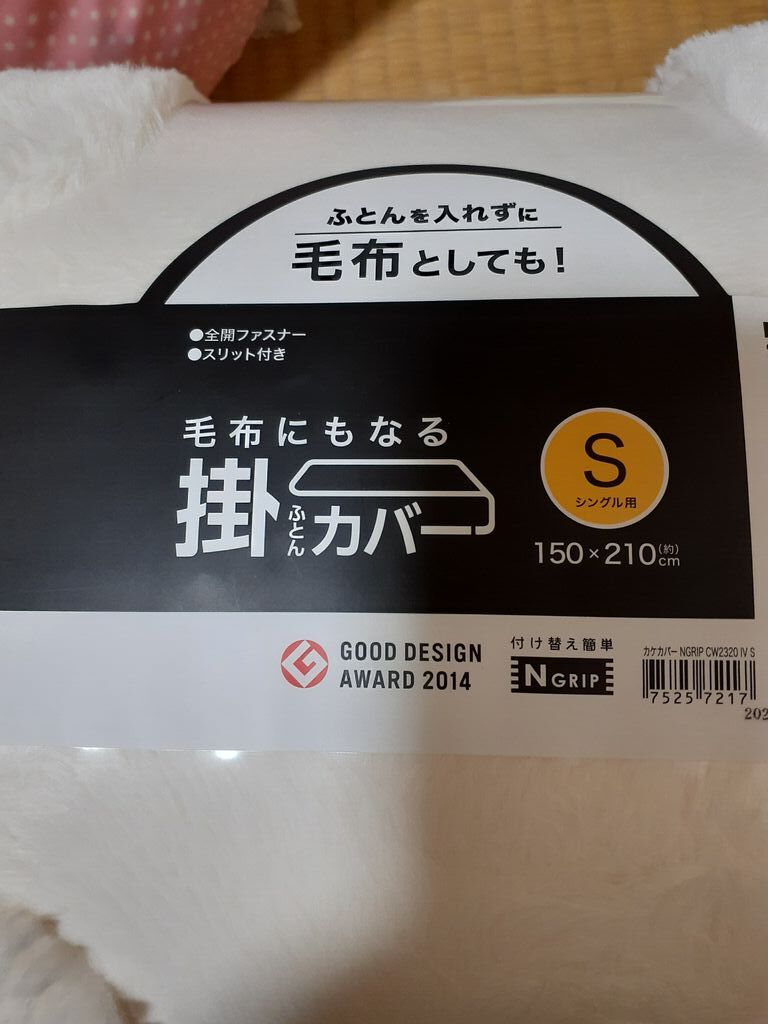 ふとんを入れずに
毛布としても!
●全開ファスナー
●スリット付き
毛布にもなる
掛ふとんカバー
S
シングル用
150×210(約)cm
GOOD DESIGN
AWARD 2014
付け替え簡単
N GRIP
カケカバー NGRIP CW2320 IV S
7525 7217
202